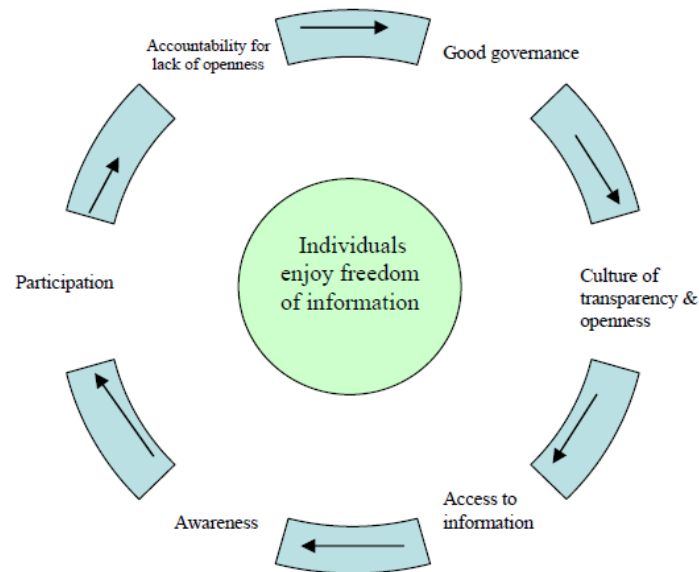 Accountability for
lack of openness
Good governance
Individuals
enjoy freedom
of information
Participation
Culture of
transparency &
openness
Access to
information
Awareness